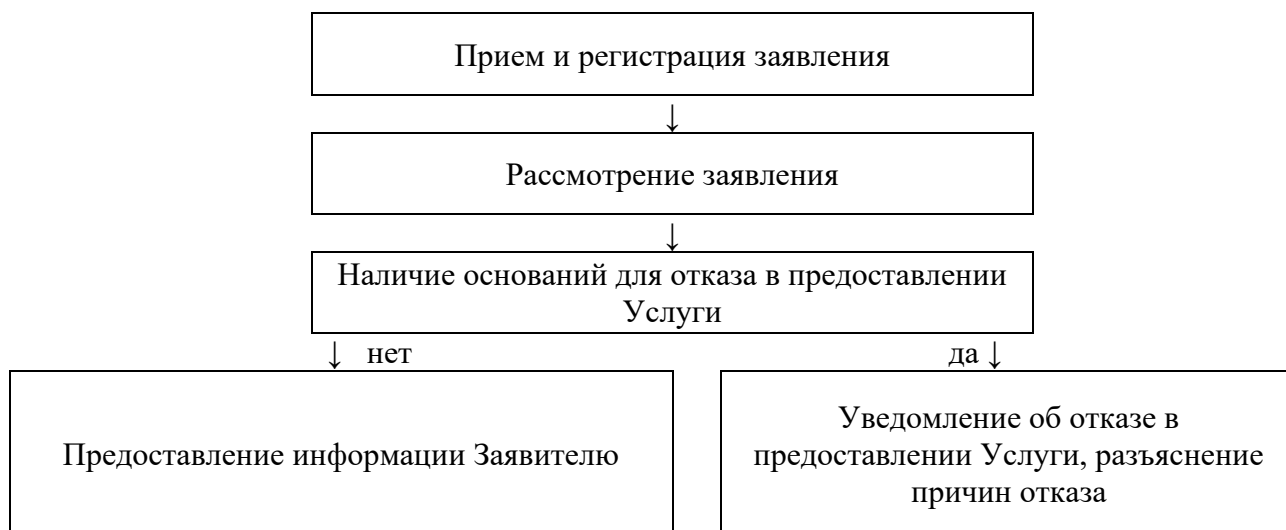 Прием и регистрация заявления
↓
Рассмотрение заявления
↓
Наличие оснований для отказа в предоставлении
Услуги
↓ нет
да ↓
Предоставление информации Заявителю
Уведомление об отказе в
предоставлении Услуги, разъяснение
причин отказа